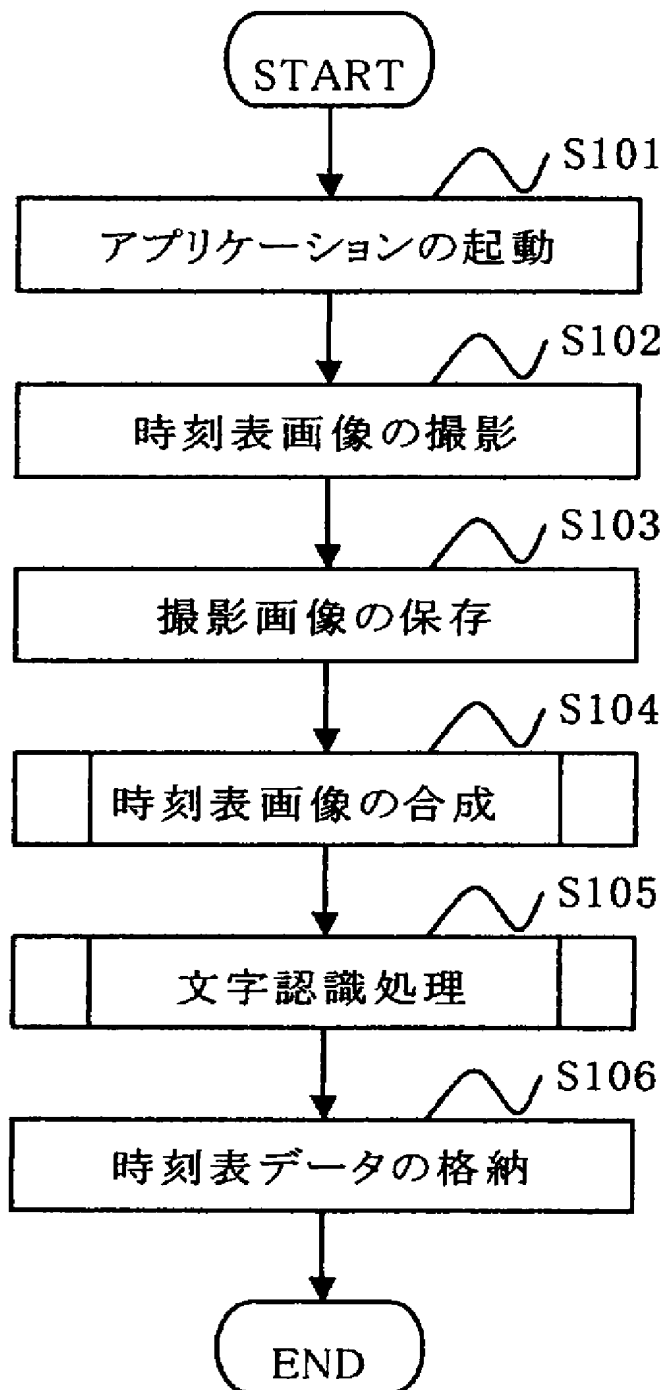 START
S101
アプリケーションの起動
S102
時刻表画像の撮影
S103
撮影画像の保存
S104
時刻表画像の合成
S105
文字認識処理
S106
時刻表データの格納
END